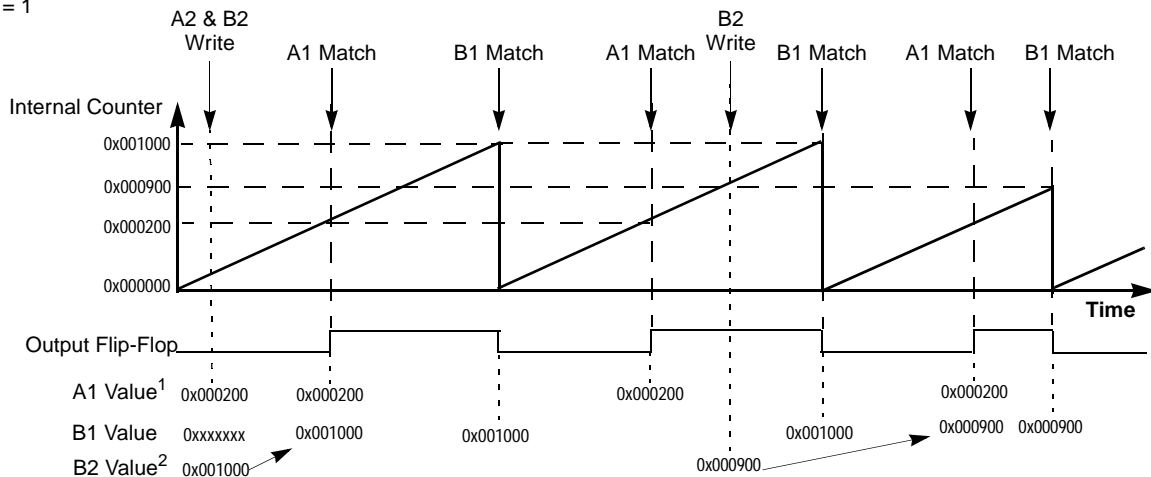 = 1
A2 & B2
Write
A1 Match
B1 Match
A1 Match
B2
Write
B1 Match
A1 Match
B1 Match
Internal Counter
0x001000
0x000900
0x000200
0x000000
Time
Output Flip-Flop
A1 Value1 0x000200 0x000200 0x000200 0x000200
B1 Value 0xxxxxxx 0x001000 0x001000 0x001000 0x000900 0x000900
B2 Value2 0x001000 0x000900